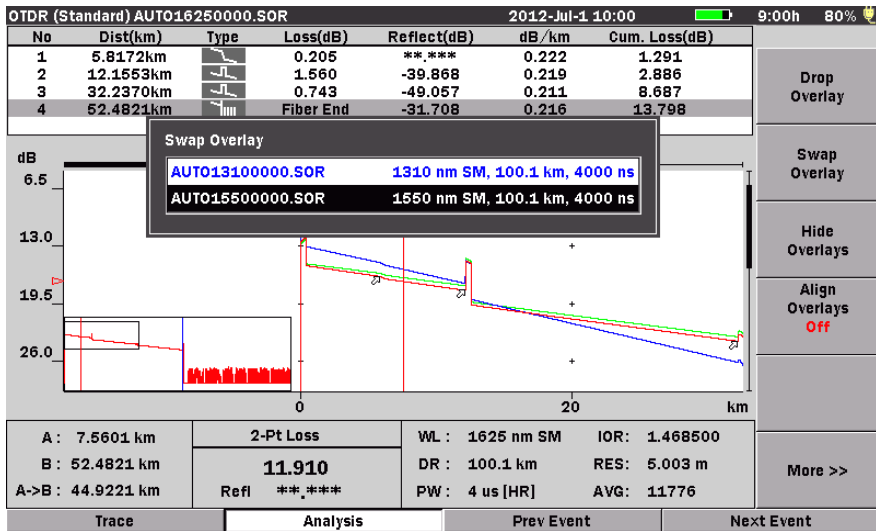 OTDR (Standard) AUTO16250000.SOR 2012-Jul-1 10:00 9:00h 80%
No Dist(km) Type Loss(dB) Reflect(dB) dB/km Cum. Loss(dB)
1 5.8172km 0.205 **.*** 0.222 1.291
2 12.1553km 1.560 -39.868 0.219 2.886
3 32.2370km 0.743 -49.057 0.211 8.687
4 52.4821km Fiber End -31.708 0.216 13.798
Drop Overlay
Swap Overlay
Hide Overlays
Align Overlays Off
More >>
Swap Overlay
AUTO13100000.SOR 1310 nm SM, 100.1 km, 4000 ns
AUTO15500000.SOR 1550 nm SM, 100.1 km, 4000 ns
dB
6.5
13.0
19.5
26.0
0 20 km
A: 7.5601 km
B: 52.4821 km
A->B: 44.9221 km
2-Pt Loss
11.910
Refl **.***
WL: 1625 nm SM IOR: 1.468500
DR: 100.1 km RES: 5.003 m
PW: 4 us [HR] AVG: 11776
Trace Analysis Prev Event Next Event